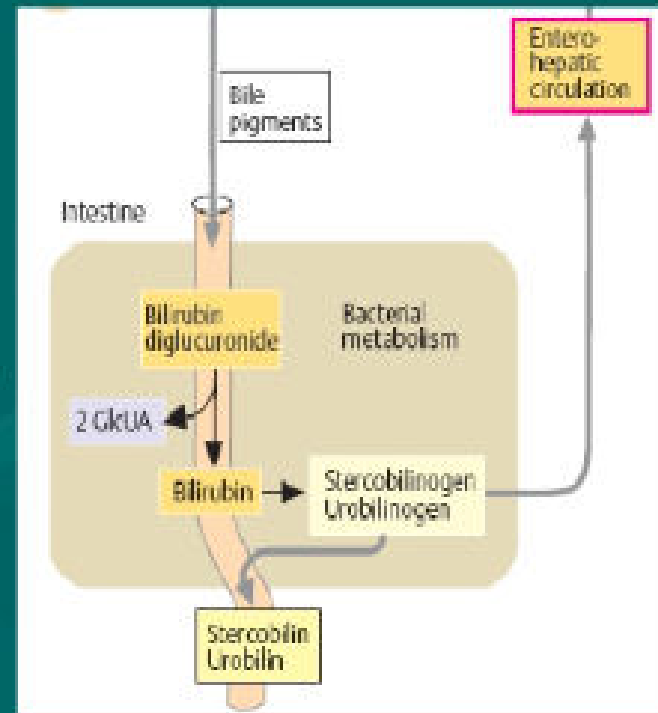 Entero-
hepatic
circulation
Bile
pigments
Intestine
Bilirubin
diglucuronide
Bacterial
metabolism
2 GlcUA
Bilirubin
Stercobilinogen
Urobilinogen
Stercobilin
Urobilin